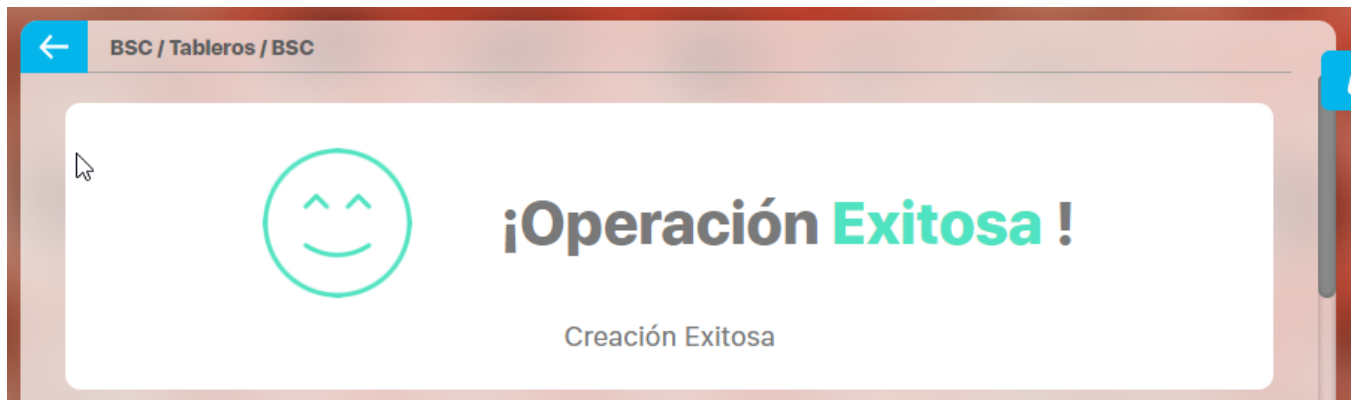 BSC / Tableros / BSC
¡Operación Exitosa !
Creación Exitosa